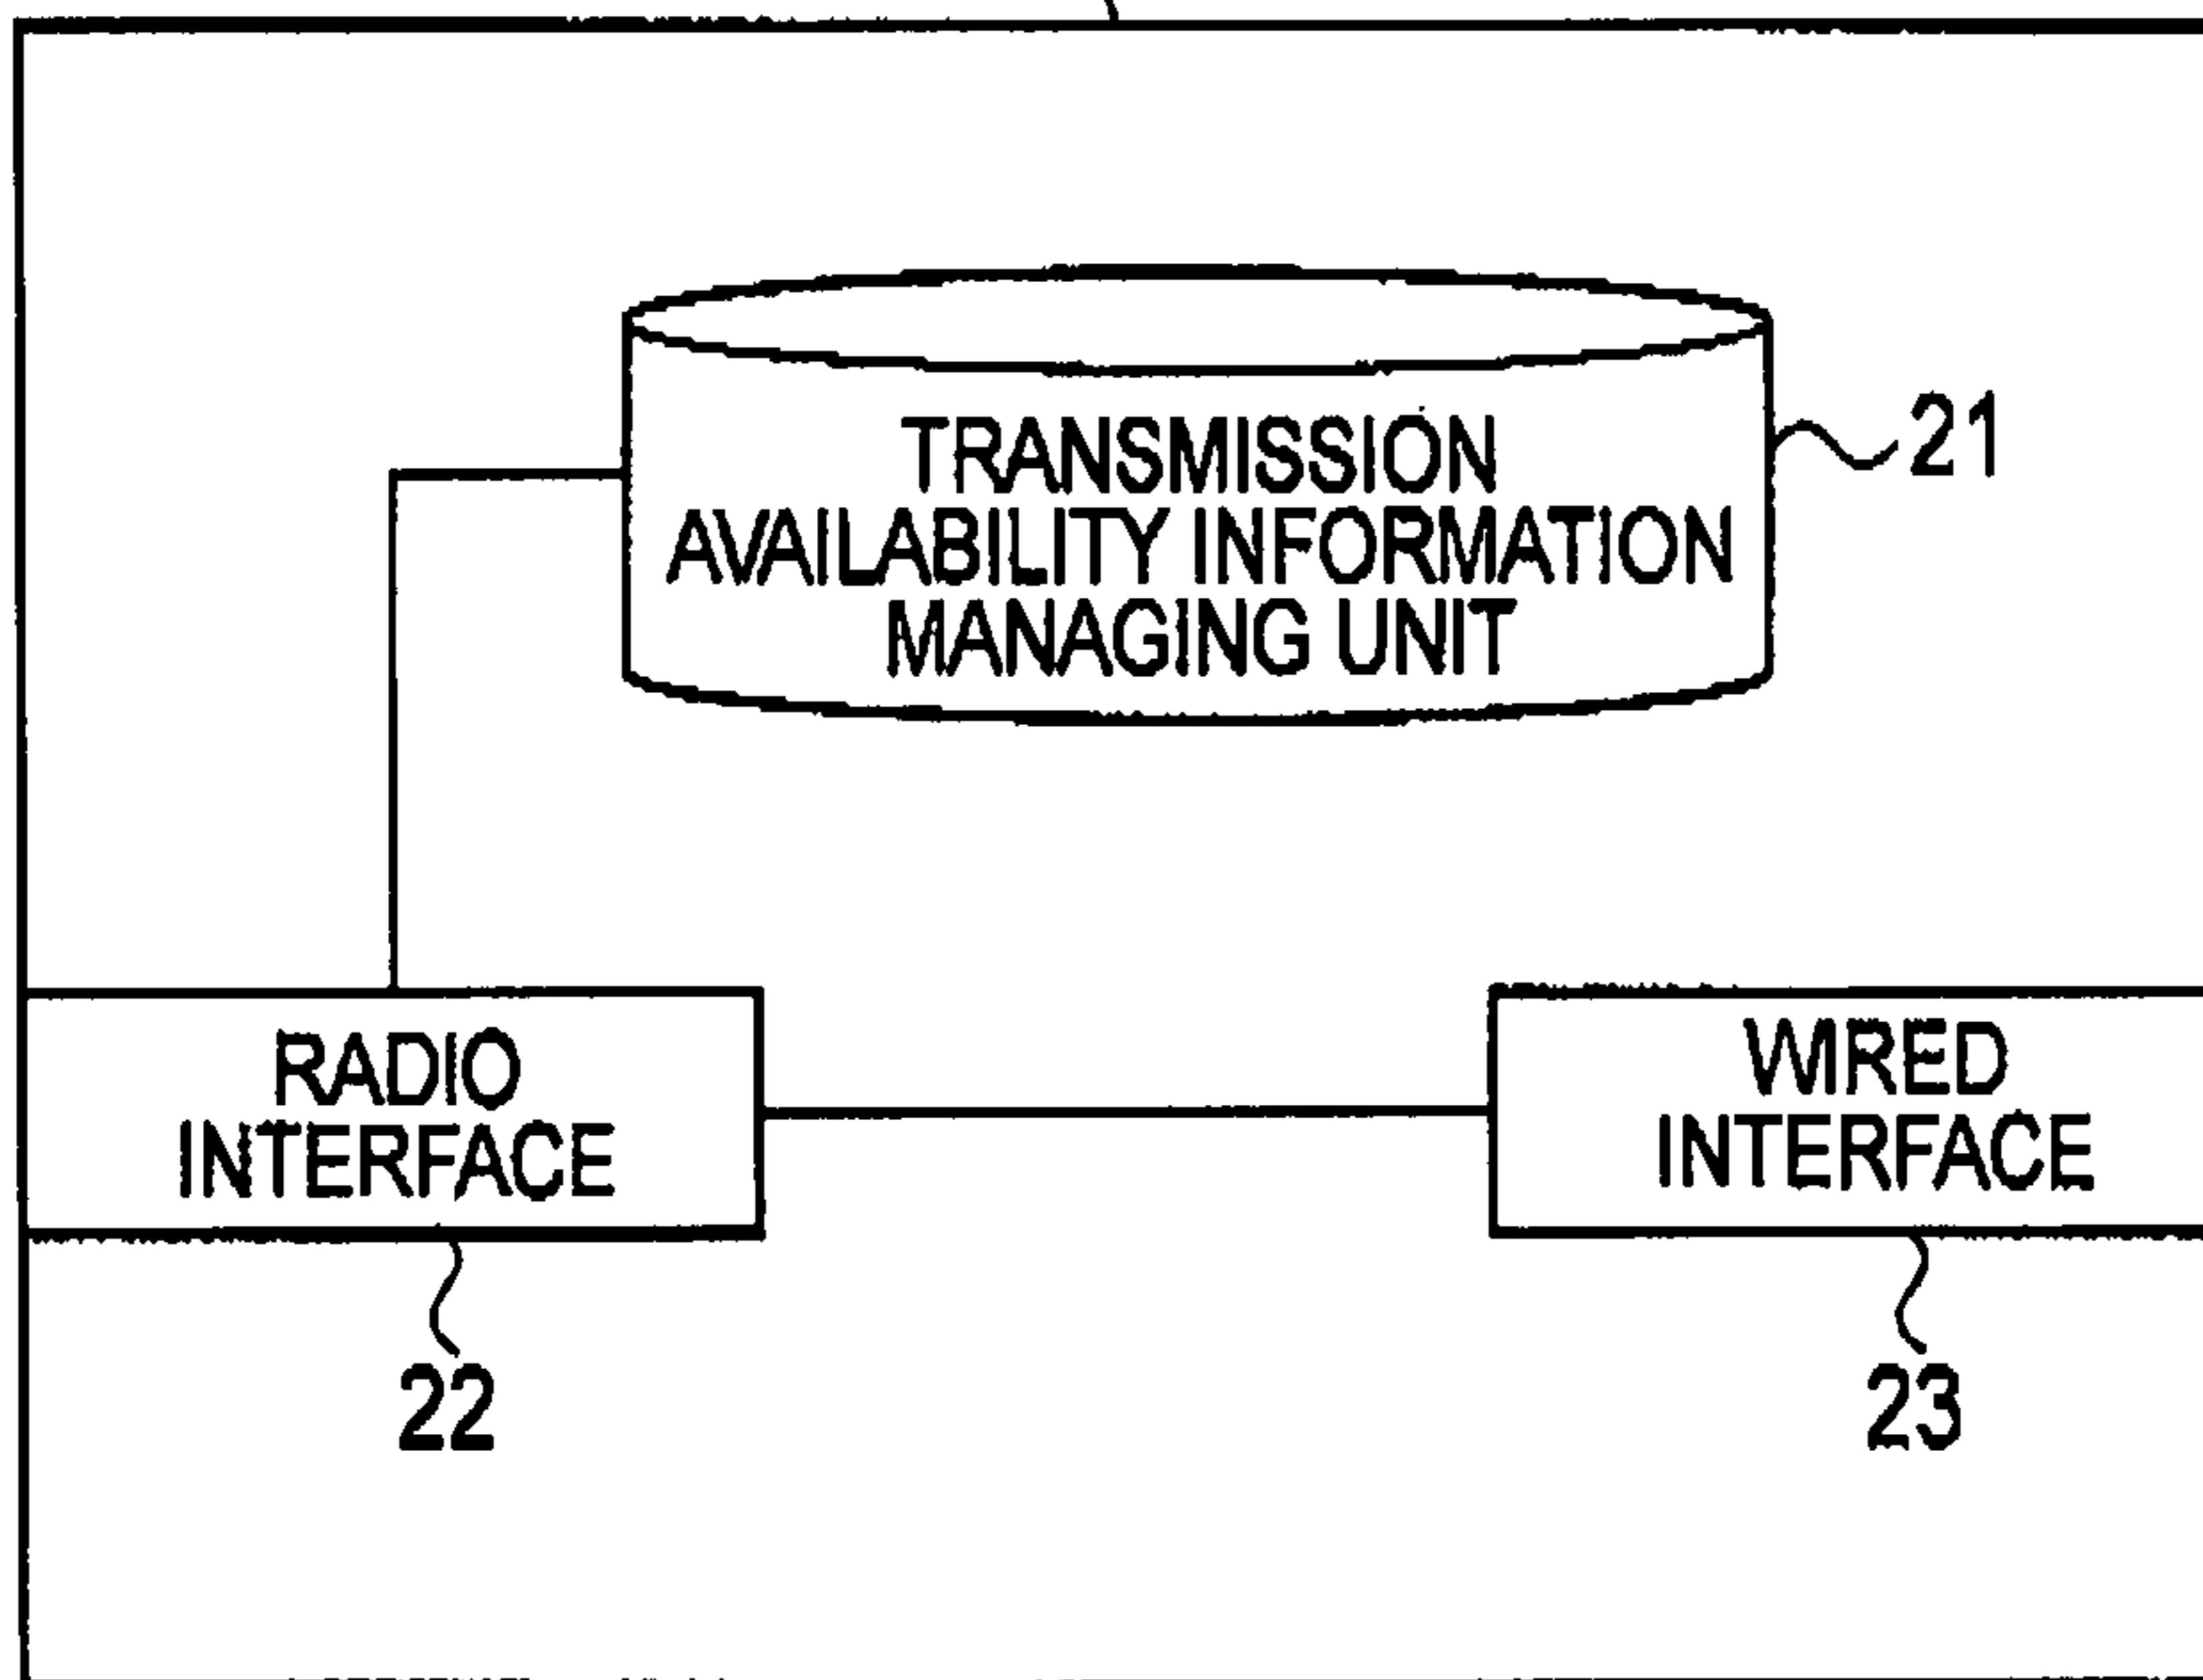 TRANSMISSION
AVAILABILITY INFORMATION
MANAGING UNIT
21
RADIO
INTERFACE
WIRED
INTERFACE
22
23